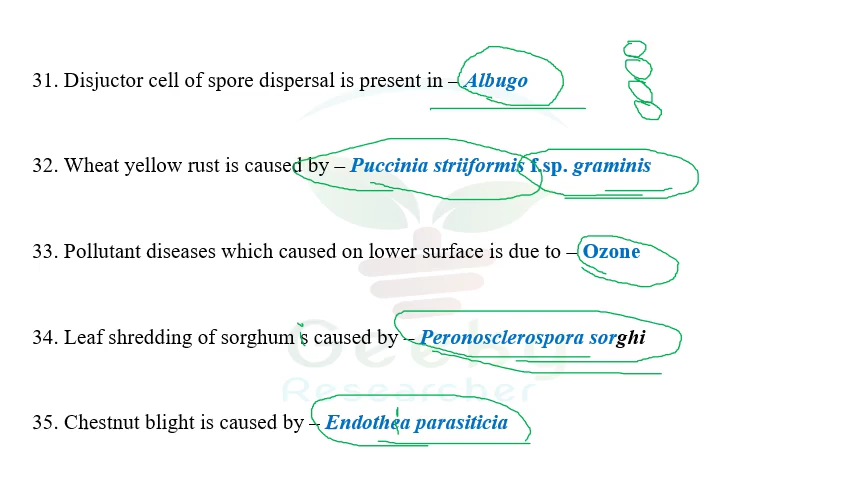 31. Disjuctor cell of spore dispersal is present in – Albugo
32. Wheat yellow rust is caused by – Puccinia striiformis f.sp. graminis
33. Pollutant diseases which caused on lower surface is due to – Ozone
34. Leaf shredding of sorghum is caused by – Peronosclerospora sorghi
Researcher
35. Chestnut blight is caused by – Endothea parasiticia